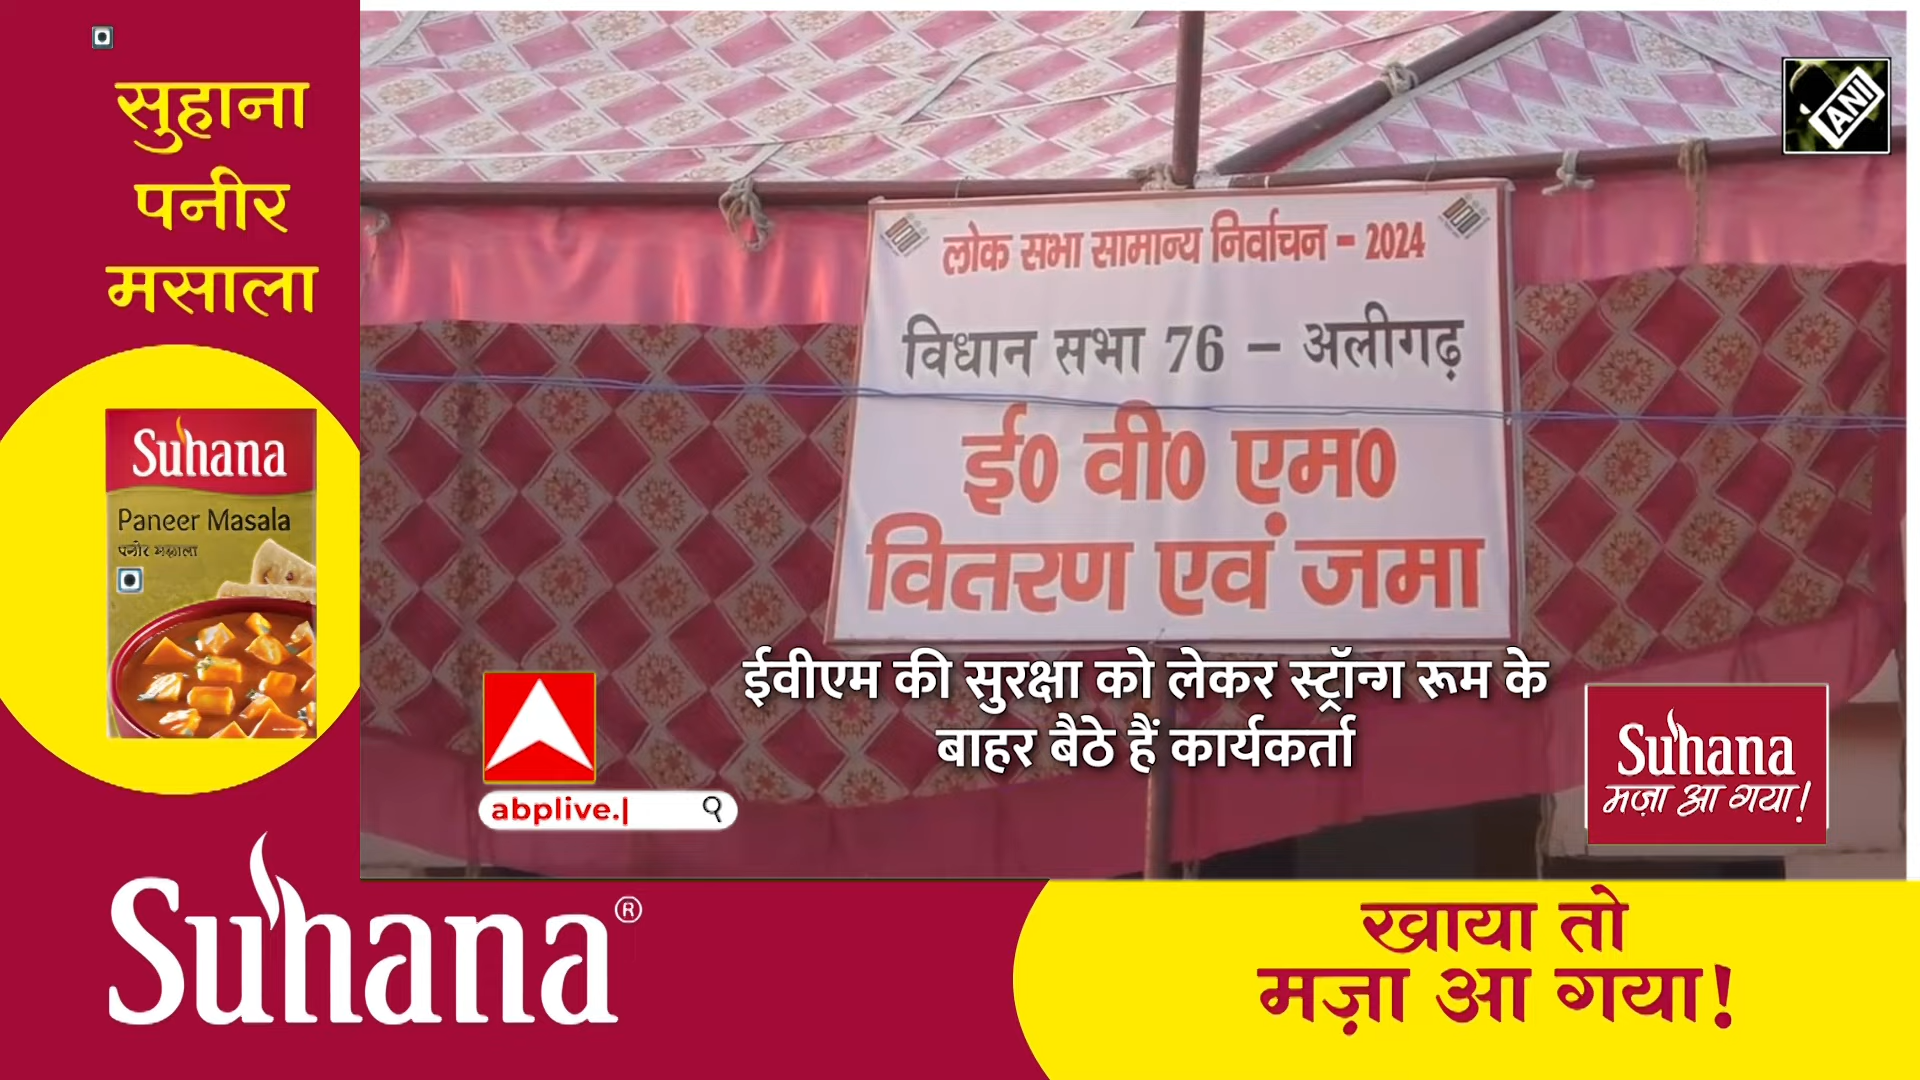 सुहाना
पनीर
मसाला
Suhana
Paneer Masala
पनीर मसाला
Suhana®
ANI
लोक सभा सामान्य निर्वाचन - 2024
विधान सभा 76 – अलीगढ़
ई० वी० एम०
वितरण एवं जमा
ईवीएम की सुरक्षा को लेकर स्ट्रॉन्ग रूम के
बाहर बैठे हैं कार्यकर्ता
abplive.|
Suhana
मज़ा आ गया!
खाया तो
मज़ा आ गया!